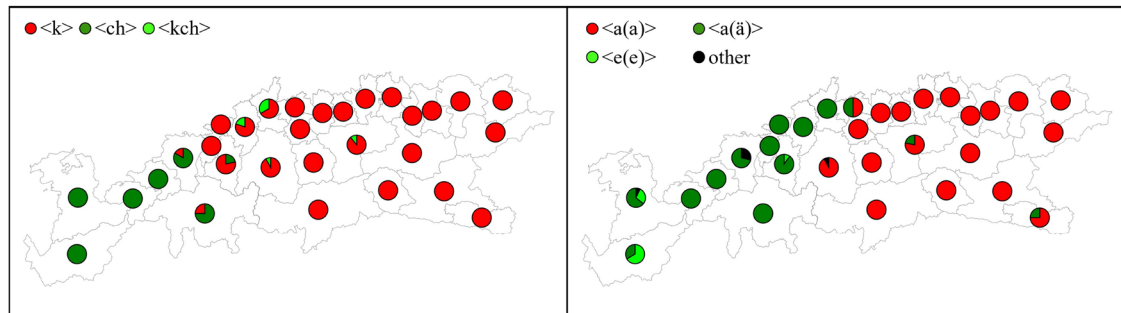 <k> <ch> <kch>
<a(a)> <a(ä)>
<e(e)> other